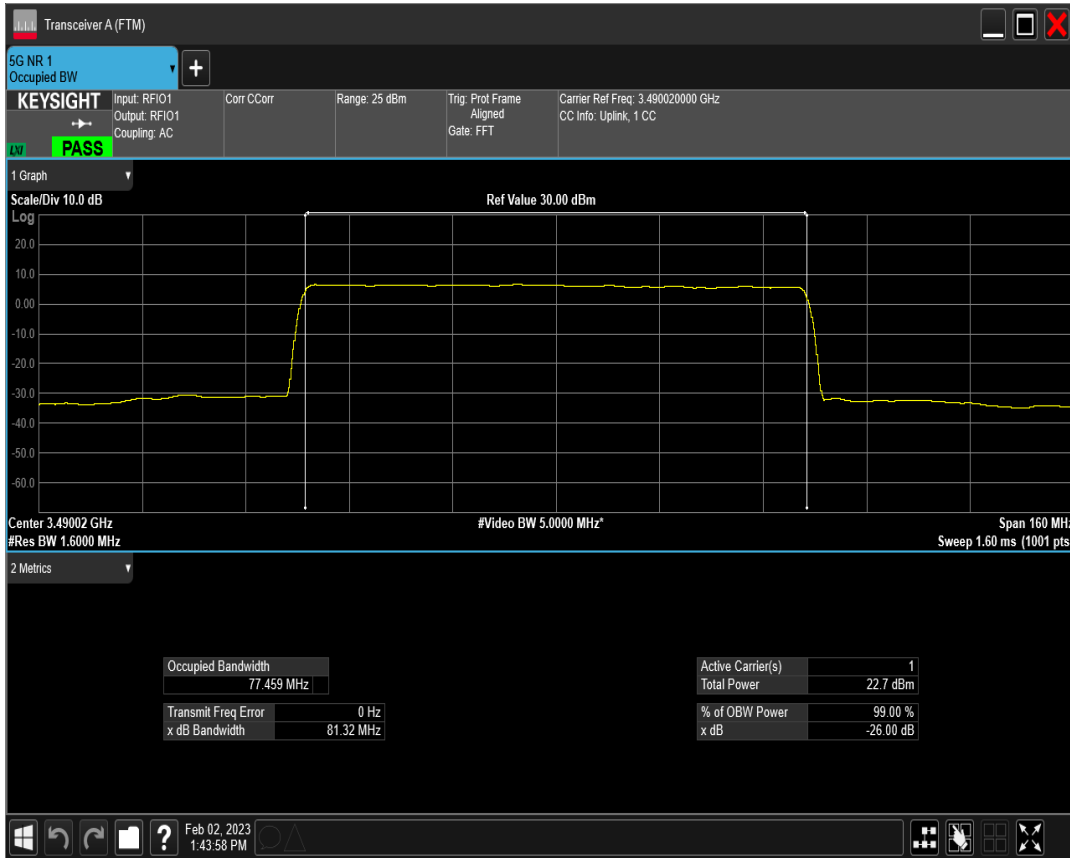 Transceiver A (FTM)
5G NR 1
Occupied BW
+
KEYSIGHT
LXI
PASS
Input: RFIO1
Output: RFIO1
Coupling: AC
Corr CCorr
Range: 25 dBm
Trig: Prot Frame
Aligned
Gate: FFT
Carrier Ref Freq: 3.490020000 GHz
CC Info: Uplink, 1 CC
1 Graph
Scale/Div 10.0 dB
Ref Value 30.00 dBm
Log
20.0
10.0
0.00
-10.0
-20.0
-30.0
-40.0
-50.0
-60.0
Center 3.49002 GHz
#Video BW 5.0000 MHz*
Span 160 MHz
#Res BW 1.6000 MHz
Sweep 1.60 ms (1001 pts
2 Metrics
Occupied Bandwidth
77.459 MHz
Transmit Freq Error 0 Hz
x dB Bandwidth 81.32 MHz
Active Carrier(s) 1
Total Power 22.7 dBm
% of OBW Power 99.00 %
x dB -26.00 dB
?
Feb 02, 2023
1:43:58 PM